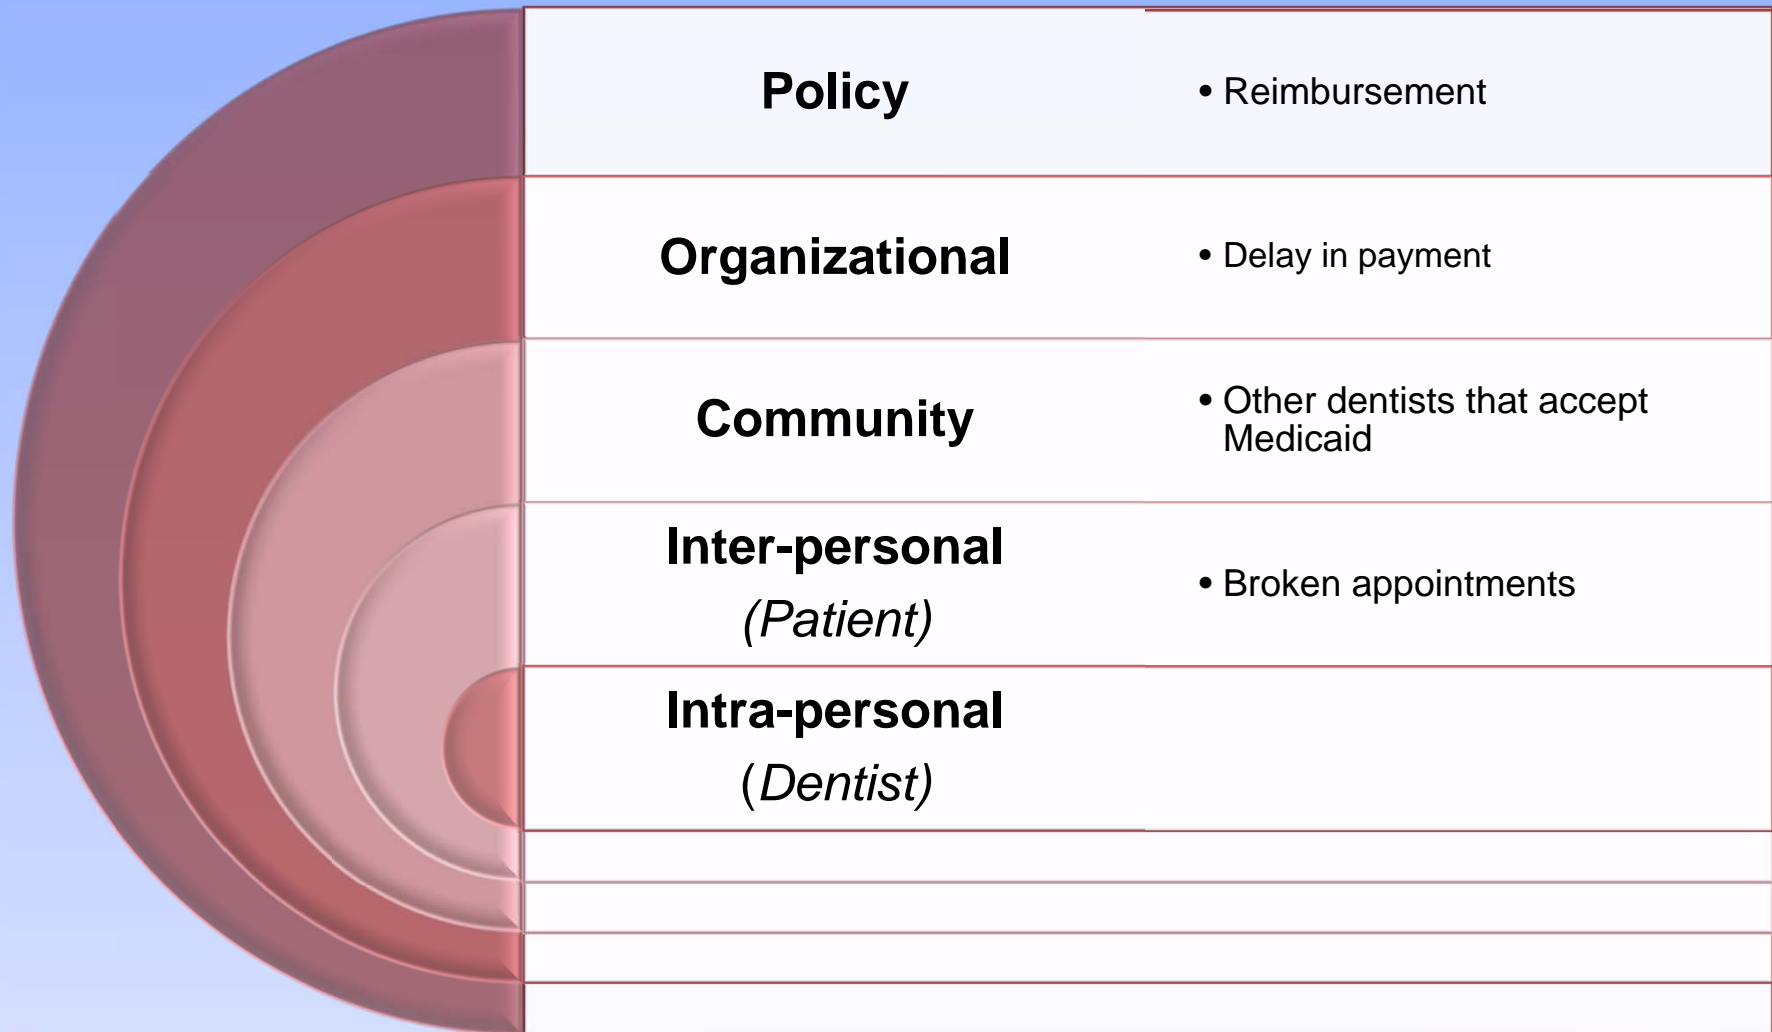 Policy
• Reimbursement
Organizational
• Delay in payment
Community
• Other dentists that accept
Medicaid
Inter-personal
(Patient)
• Broken appointments
Intra-personal
(Dentist)